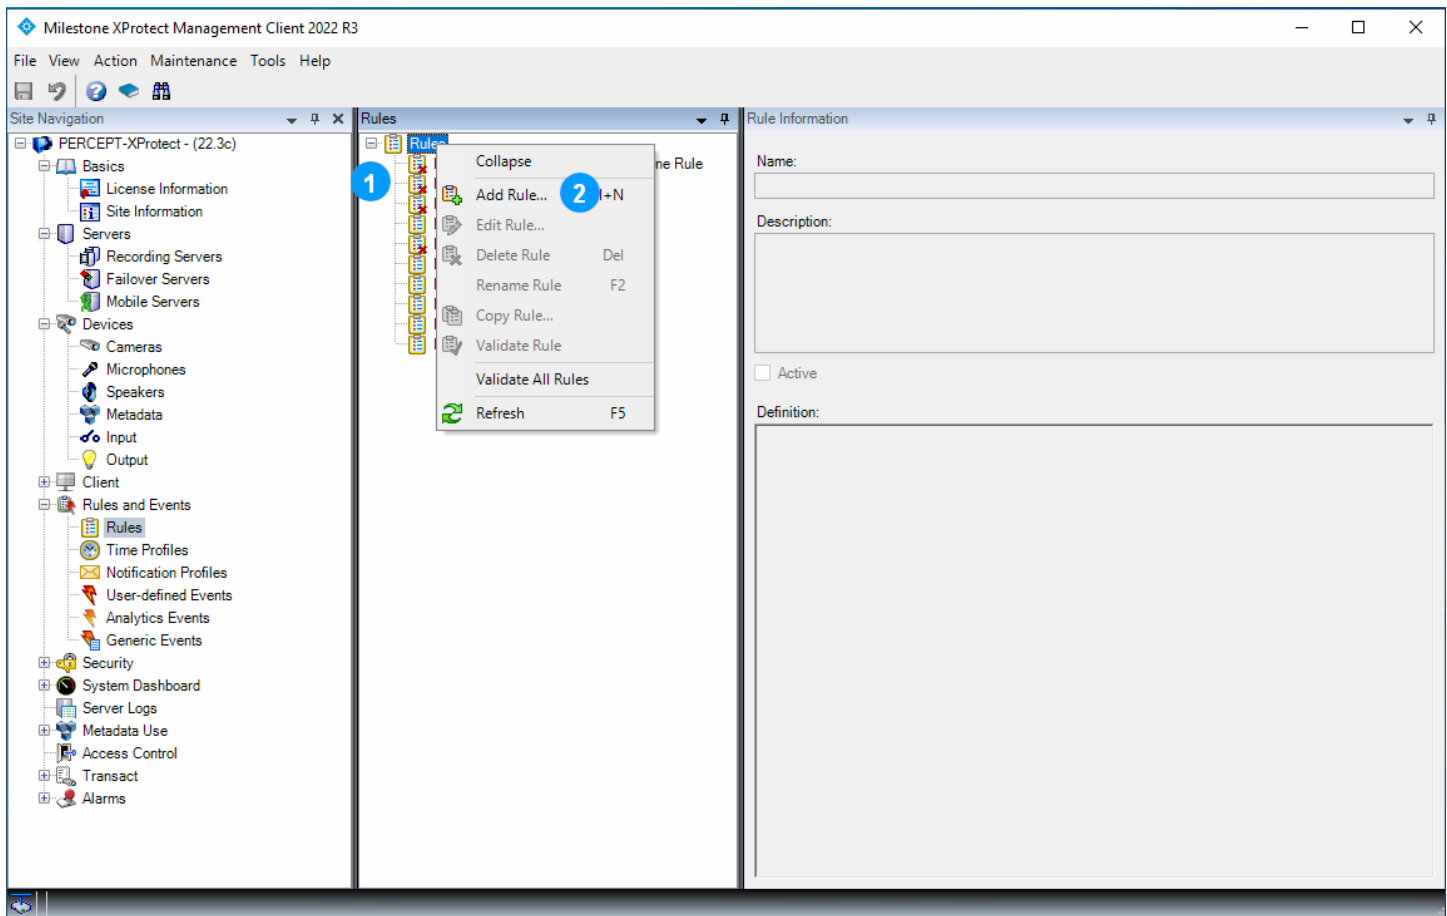 Milestone XProtect Management Client 2022 R3
File View Action Maintenance Tools Help
Site Navigation
PERCEPT-XProtect - (22.3c)
Basics
License Information
Site Information
Servers
Recording Servers
Failover Servers
Mobile Servers
Devices
Cameras
Microphones
Speakers
Metadata
Input
Output
Client
Rules and Events
Rules
Time Profiles
Notification Profiles
User-defined Events
Analytics Events
Generic Events
Security
System Dashboard
Server Logs
Metadata Use
Access Control
Transact
Alarms
Rules
Rules
ne Rule
1
Collapse
Add Rule... 2 +N
Edit Rule...
Delete Rule Del
Rename Rule F2
Copy Rule...
Validate Rule
Validate All Rules
Refresh F5
Rule Information
Name:
Description:
Active
Definition: